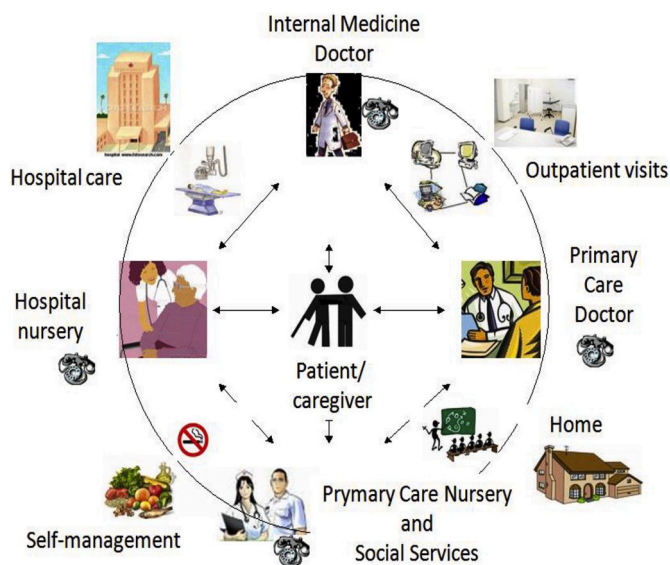 Internal Medicine
Doctor
Hospital care
Outpatient visits
Hospital
nursery
Primary
Care
Doctor
Patient/
caregiver
Home
Self-management
Prymary Care Nursery
and
Social Services